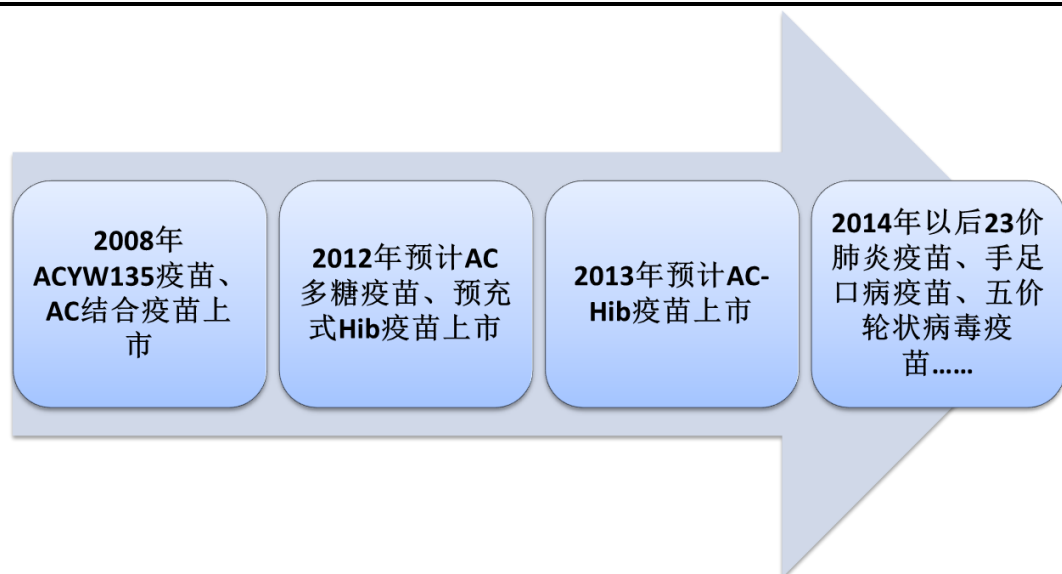 2008年
ACYW135疫苗、
AC结合疫苗上
市
2012年预计AC
多糖疫苗、预充
式Hib疫苗上市
2013年预计AC-
Hib疫苗上市
2014年以后23价
肺炎疫苗、手足
口病疫苗、五价
轮状病毒疫
苗......